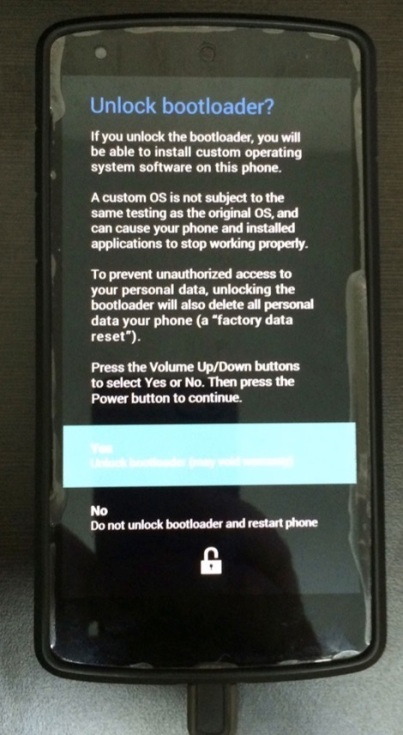 Unlock bootloader?
If you unlock the bootloader, you will
be able to install custom operating
system software on this phone.
A custom OS is not subject to the
same testing as the original OS, and
can cause your phone and installed
applications to stop working properly.
To prevent unauthorized access to
your personal data, unlocking the
bootloader will also delete all personal
data your phone (a "factory data
reset").
Press the Volume Up/Down buttons
to select Yes or No. Then press the
Power button to continue.
Yes
Unlock bootloader (may void warranty)
No
Do not unlock bootloader and restart phone